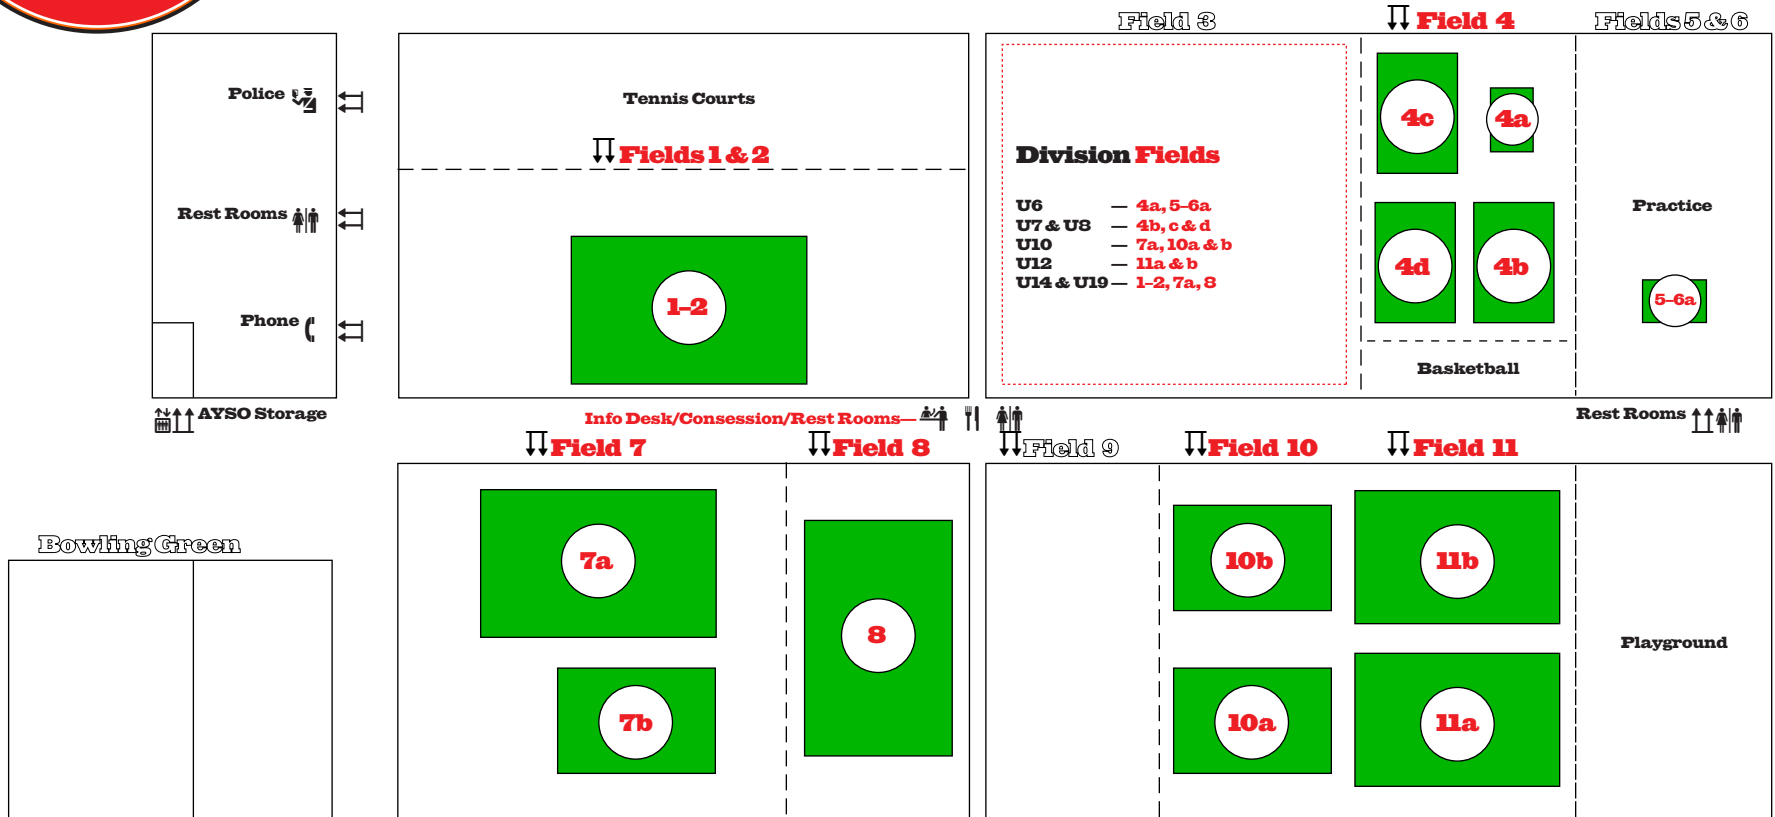 Field 3
Field 4
Fields 5 & 6
Police
Tennis Courts
Fields 1 & 2
4c
4a
Division Fields
U6 — 4a, 5–6a
U7 & U8 — 4b, c & d
U10 — 7a, 10a & b
U12 — 11a & b
U14 & U19 — 1–2, 7a, 8
Rest Rooms
Practice
4d
4b
1–2
5–6a
Phone
Basketball
AYSO Storage
Info Desk/Consession/Rest Rooms—
Rest Rooms
Field 7
Field 8
Field 9
Field 10
Field 11
Bowling Green
7a
10b
11b
8
Playground
7b
10a
11a